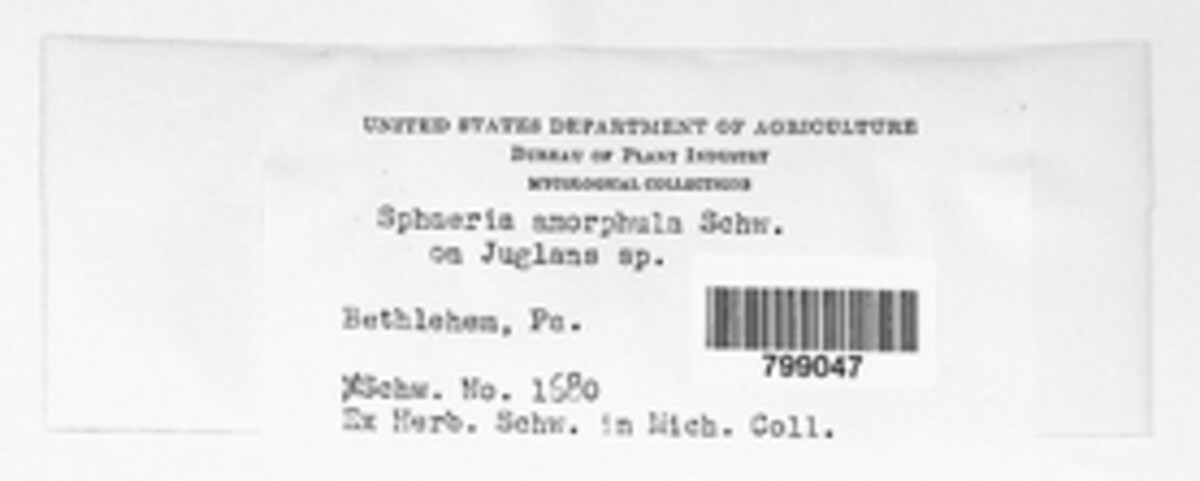 UNITED STATES DEPARTMENT OF AGRICULTURE
BUREAU OF PLANT INDUSTRY
MYCOLOGICAL COLLECTIONS
Sphaeria amorphula Schw.
on Juglans sp.
Bethlehem, Pa.
799047
Schw. No. 1680
Ex Herb. Schw. in Mich. Coll.